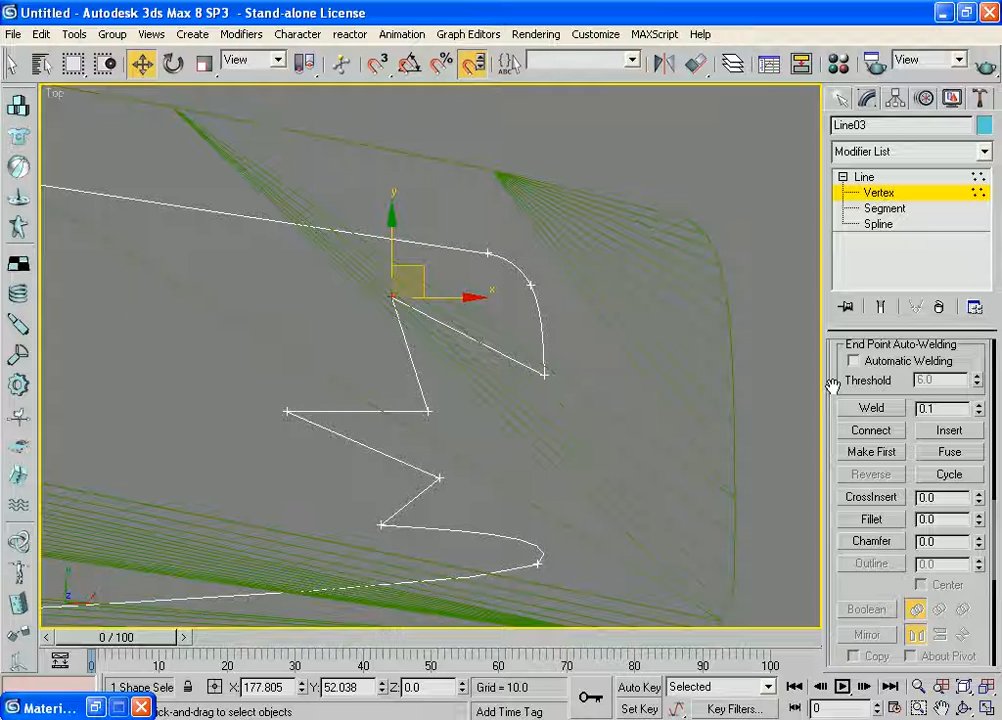 Untitled - Autodesk 3ds Max 8 SP3 - Stand-alone License
File Edit Tools Group Views Create Modifiers Character reactor Animation Graph Editors Rendering Customize MAXScript Help
View
3
%
ABC
View
Top
y
x
z
x
Line03
Modifier List
Line
Vertex
Segment
Spline
End Point Auto-Welding
Automatic Welding
Threshold 6.0
Weld 0.1
Connect Insert
Make First Fuse
Reverse Cycle
CrossInsert 0.0
Fillet 0.0
Chamfer 0.0
Outline 0.0
Center
Boolean
Mirror
Copy About Pivot
0 / 100
0 10 20 30 40 50 60 70 80 90 100
1 Shape Sele X: 177.805 Y: 52.038 Z: 0.0 Grid = 10.0 Auto Key Selected
Materi... ick-and-drag to select objects Add Time Tag Set Key Key Filters... 0